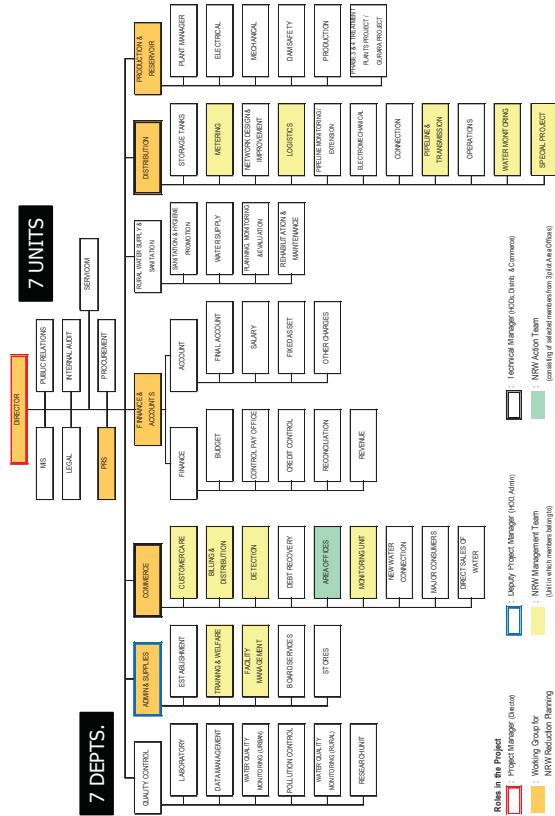 7 UNITS
7 DEPTS.
DIRECTOR
MIS
PUBLIC RELATIONS
LEGAL
INTERNAL AUDIT
PRS
PROCUREMENT
SERVICOM
QUALITY CONTROL
LABORATORY
DATA MANAGEMENT
WATER QUALITY
MONITORING (URBAN)
POLLUTION CONTROL
WATER QUALITY
MONITORING (RURAL)
RESEARCH UNIT
ADMIN & SUPPLIES
ESTABLISHMENT
TRAINING & WELFARE
FACILITY
MANAGEMENT
BOARD SERVICES
STORES
COMMERCE
CUSTOMER CARE
BILLING &
DISTRIBUTION
DETECTION
DEBT RECOVERY
AREA OFFICES
MONITORING UNIT
NEW WATER
CONNECTION
MAJOR CONSUMERS
DIRECT SALES OF
WATER
FINNANCE &
ACCOUNTS
FINANCE
BUDGET
CONTROL PAY OFFICE
CREDIT CONTROL
RECONCILIATION
REVENUE
ACCOUNT
FINAL ACCOUNT
SALARY
FIXED ASSET
OTHER CHARGES
RURAL WATER SUPPLY &
SANITATION
SANITATION & HYGIENE
PROMOTION
WATER SUPPLY
PLANNING, MONITORING
& EVALUATION
REHABILITATION &
MAINTENANCE
DISTRIBUTION
STORAGE TANKS
METERING
NETWORK DESIGN &
IMPROVEMENT
LOGISTICS
PIPELINE MONITORING/
EXTENSION
ELECTROMECHANICAL
CONNECTION
PIPELINE &
TRANSMISSION
OPERATIONS
WATER MONITORING
SPECIAL PROJECT
PRODUCTION &
RESERVOIR
PLANT MANAGER
ELECTRICAL
MECHANICAL
DAM SAFETY
PRODUCTION
PHASE 3 & 4 TREATMENT
PLANTS PROJECT /
GURARA PROJECT
Roles in the Project
: Project Manager (Director)
: Deputy Project Manager (HOD, Admin)
: Technical Manager (HODs, Distrib. & Commerce)
: Working Group for
NRW Reduction Planning
: NRW Management Team
(Unit in which members belong to)
: NRW Action Team
(consisting of selected members from 3 pilot Area Offices)